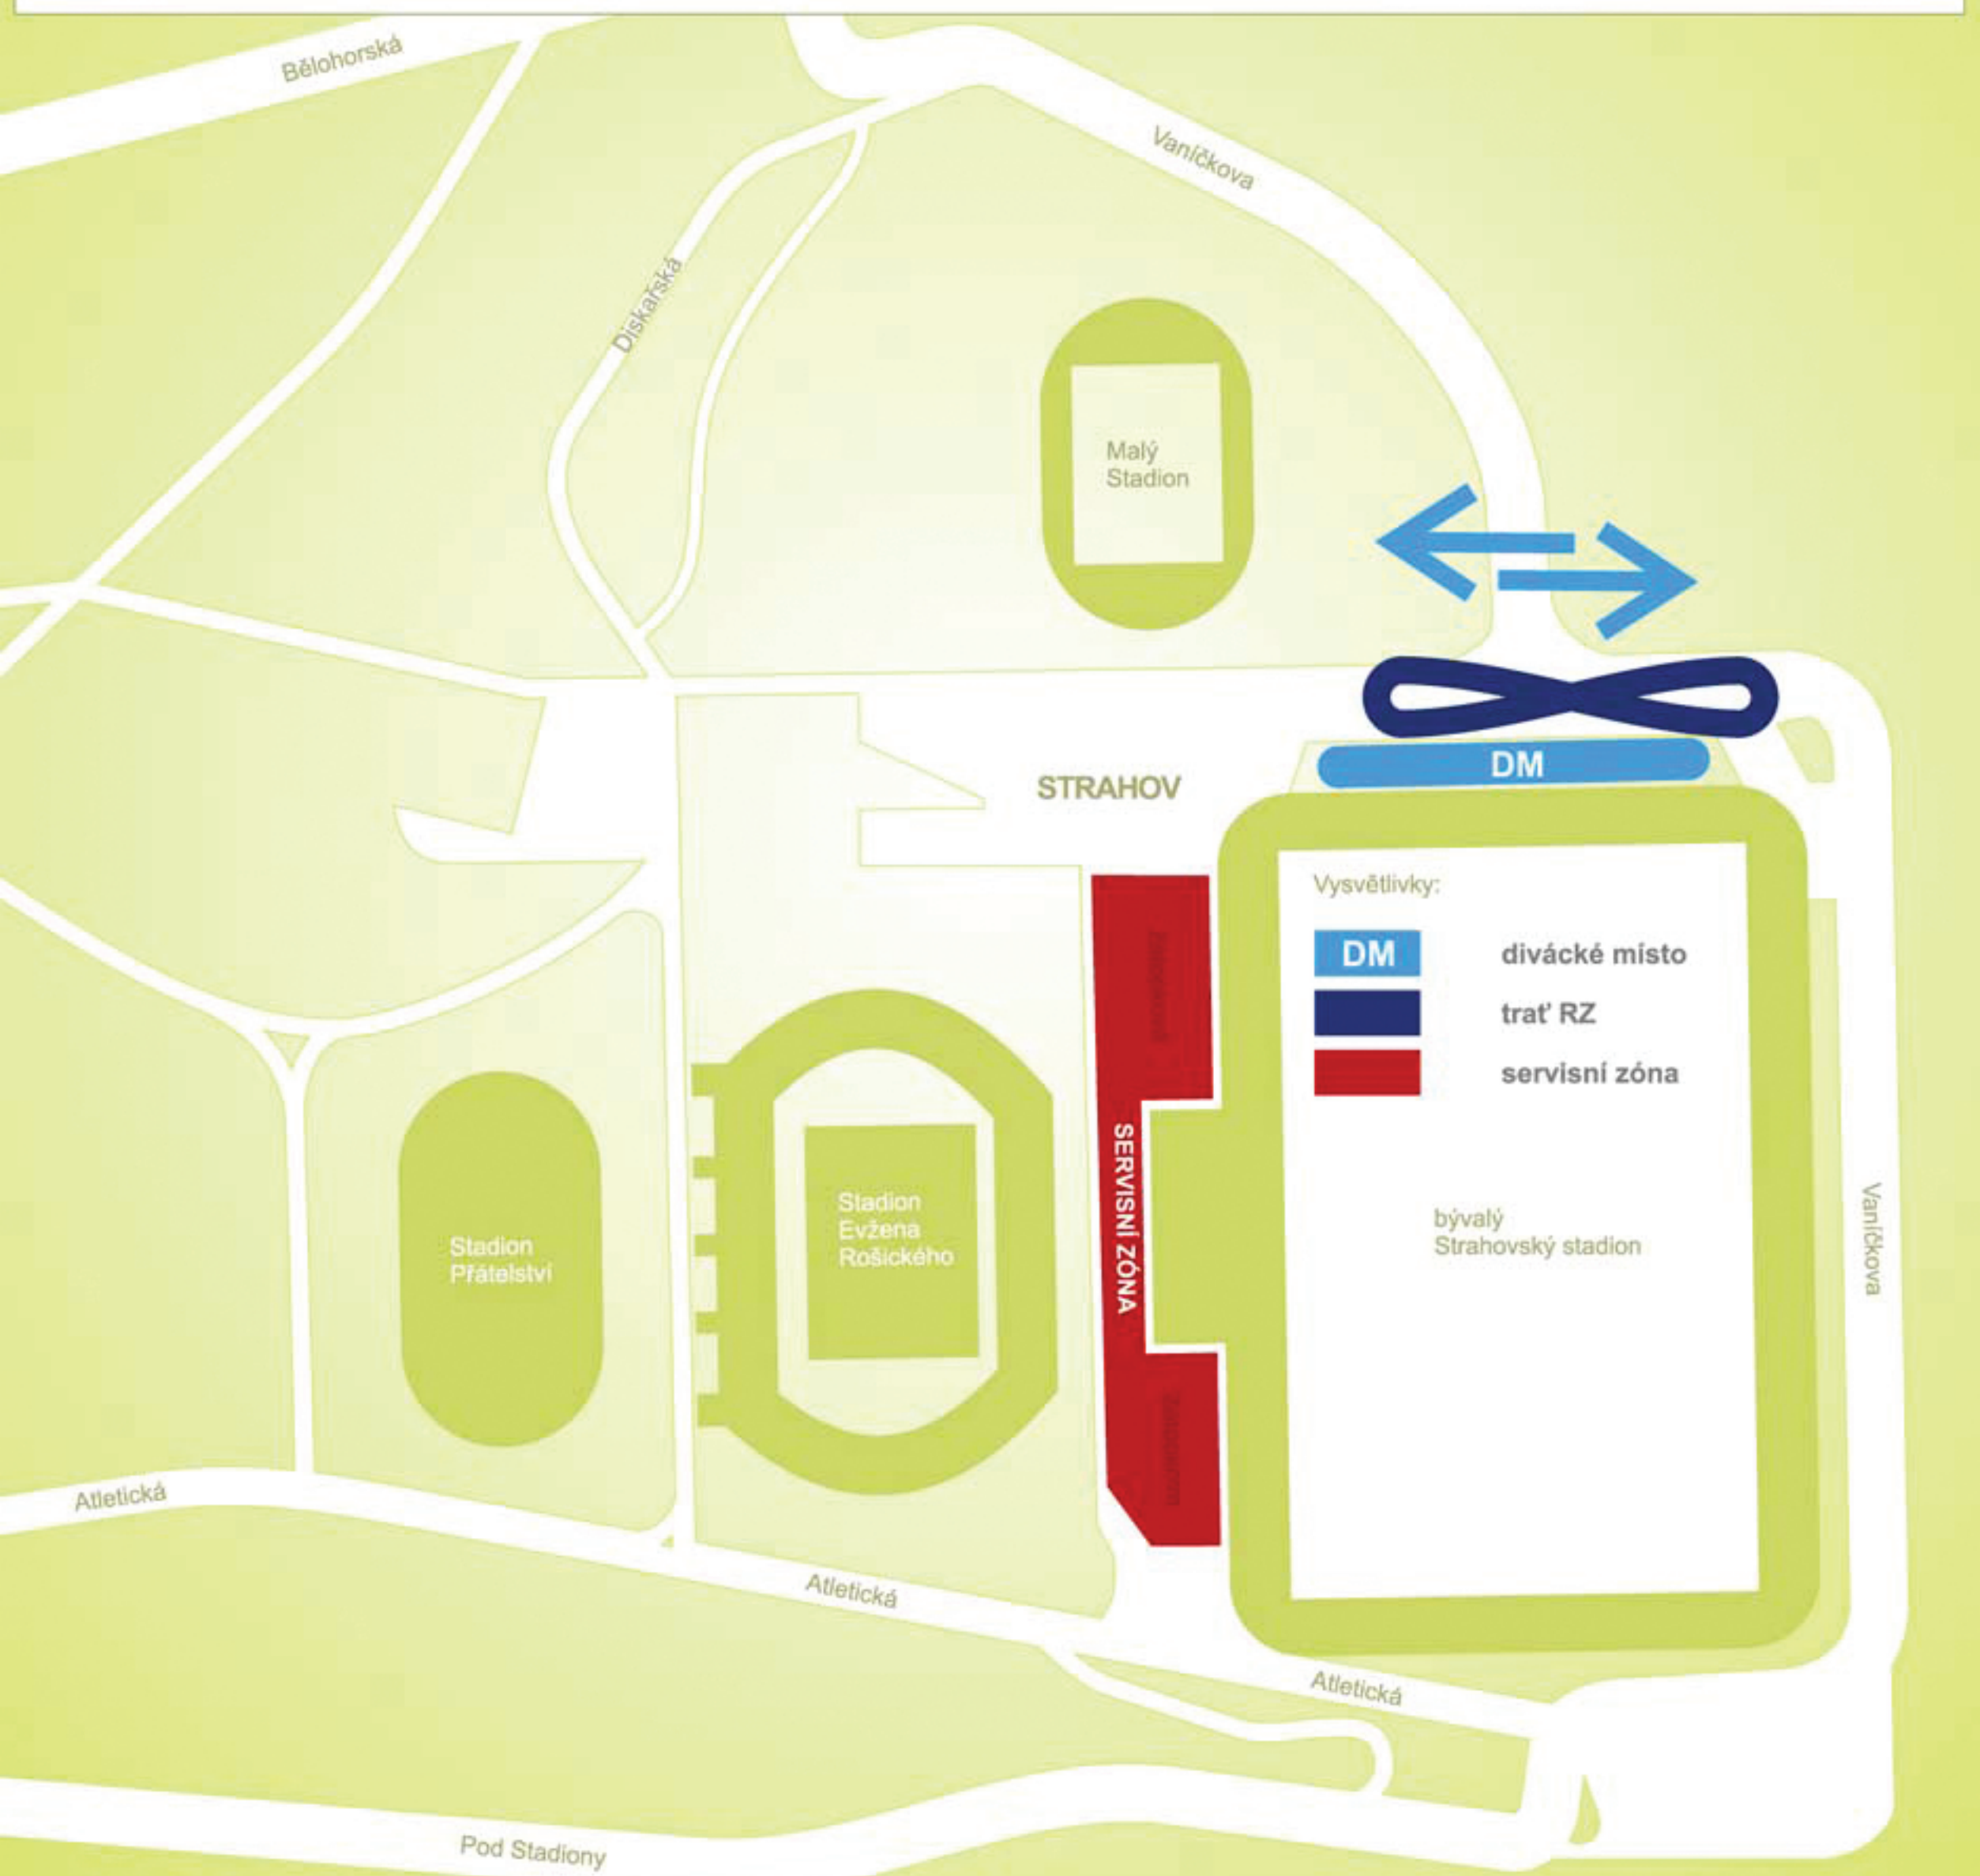 Bělohorská
Vaníčkova
Diskařská
Malý
Stadion
STRAHOV
DM
Vysvětlivky:
DM divácké místo
trať RZ
servisní zóna
SERVISNÍ ZÓNA
Stadion
Evžena
Rošického
Stadion
Přátelství
bývalý
Strahovský stadion
Vaníčkova
Atletická
Atletická
Atletická
Pod Stadiony